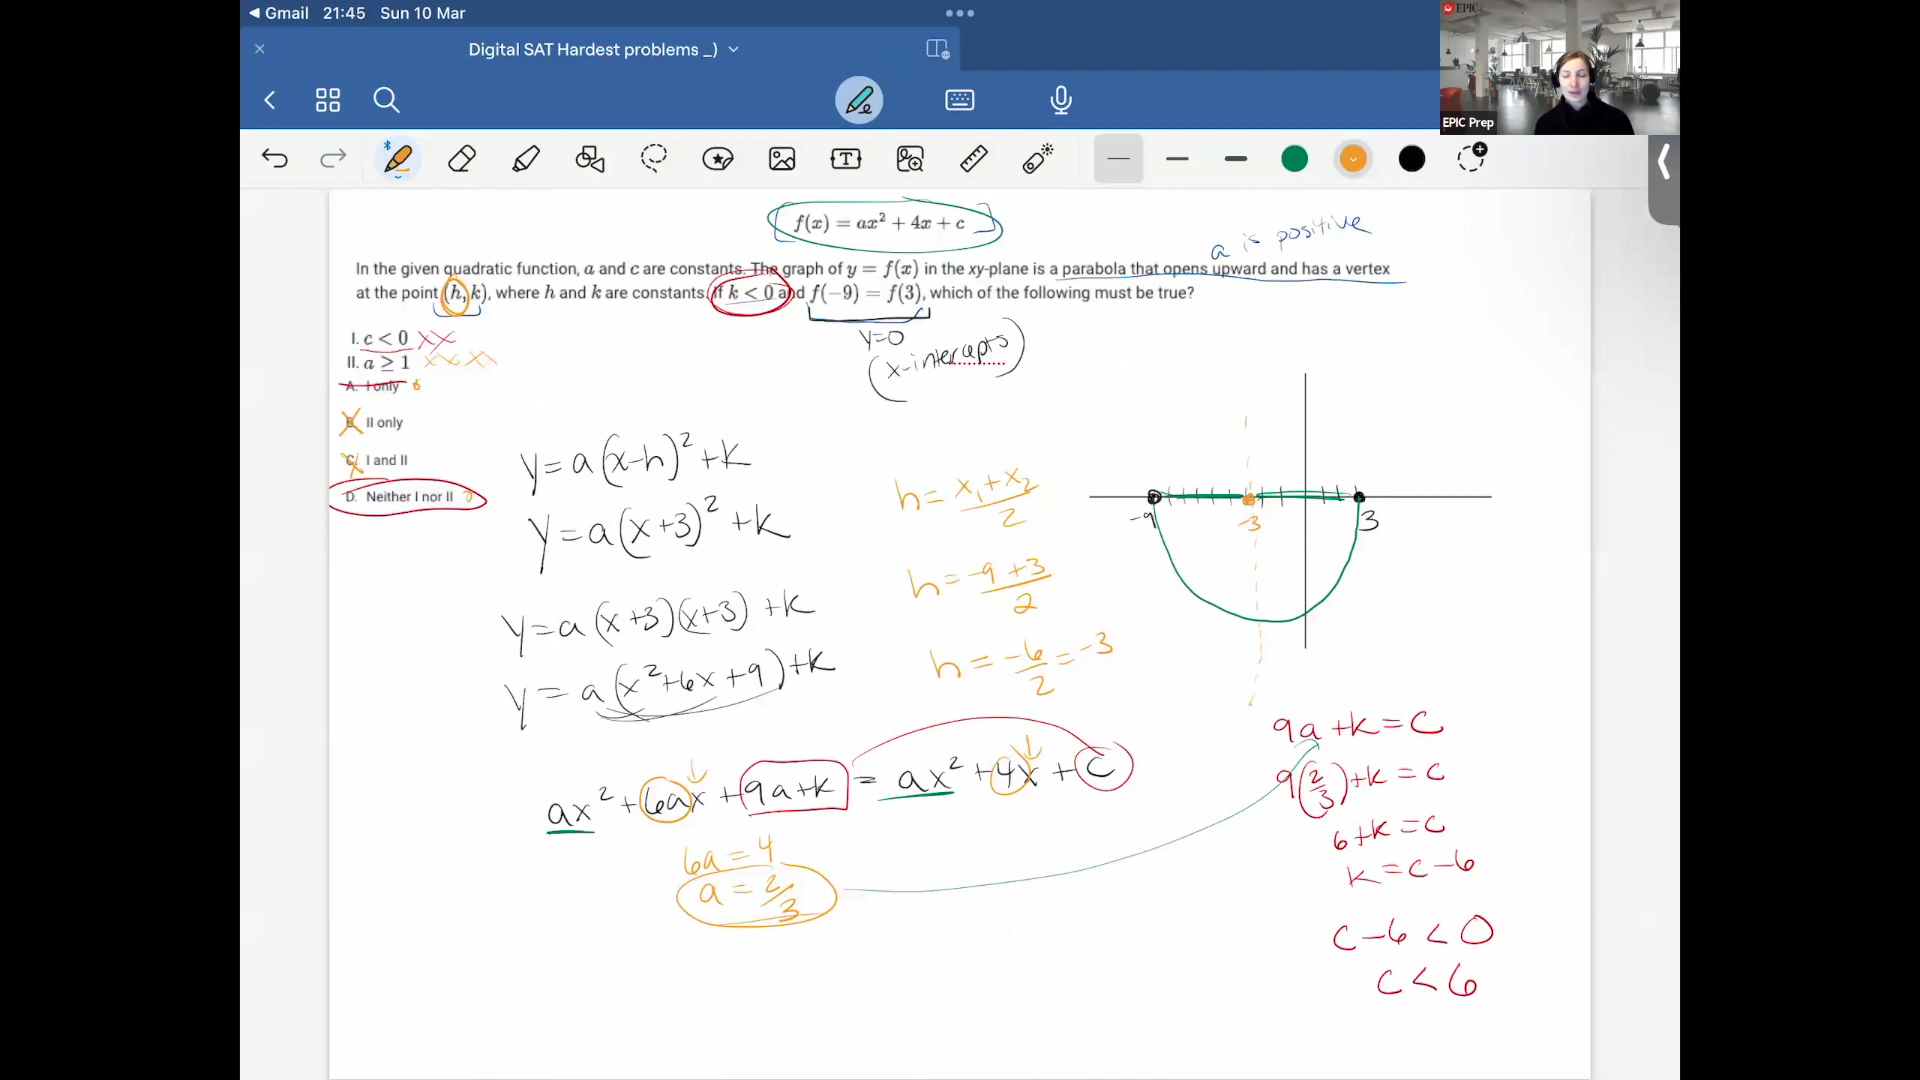 Gmail 21:45 Sun 10 Mar
EPIC
Digital SAT Hardest problems _)
EPIC Prep
f(x) = ax² + 4x + c
a is positive
In the given quadratic function, a and c are constants. The graph of y = f(x) in the xy-plane is a parabola that opens upward and has a vertex
at the point (h, k), where h and k are constants. If k < 0 and f(−9) = f(3), which of the following must be true?
I. c < 0 XX
II. a ≥ 1 XXXX
A. I only
B. II only
C. I and II
D. Neither I nor II
y=0
(x-intercepts)
y=a(x-h)²+k
y=a(x+3)²+k
y=a(x+3)(x+3)+k
y=a(x²+6x+9)+k
h=x₁+x₂/2
h=-9+3/2
h=-6/2=-3
-9
-3
3
ax²+6ax+9a+k=ax²+4x+c
6a=4
a=2/3
9a+k=c
9(2/3)+k=c
6+k=c
k=c-6
c-6<0
c<6